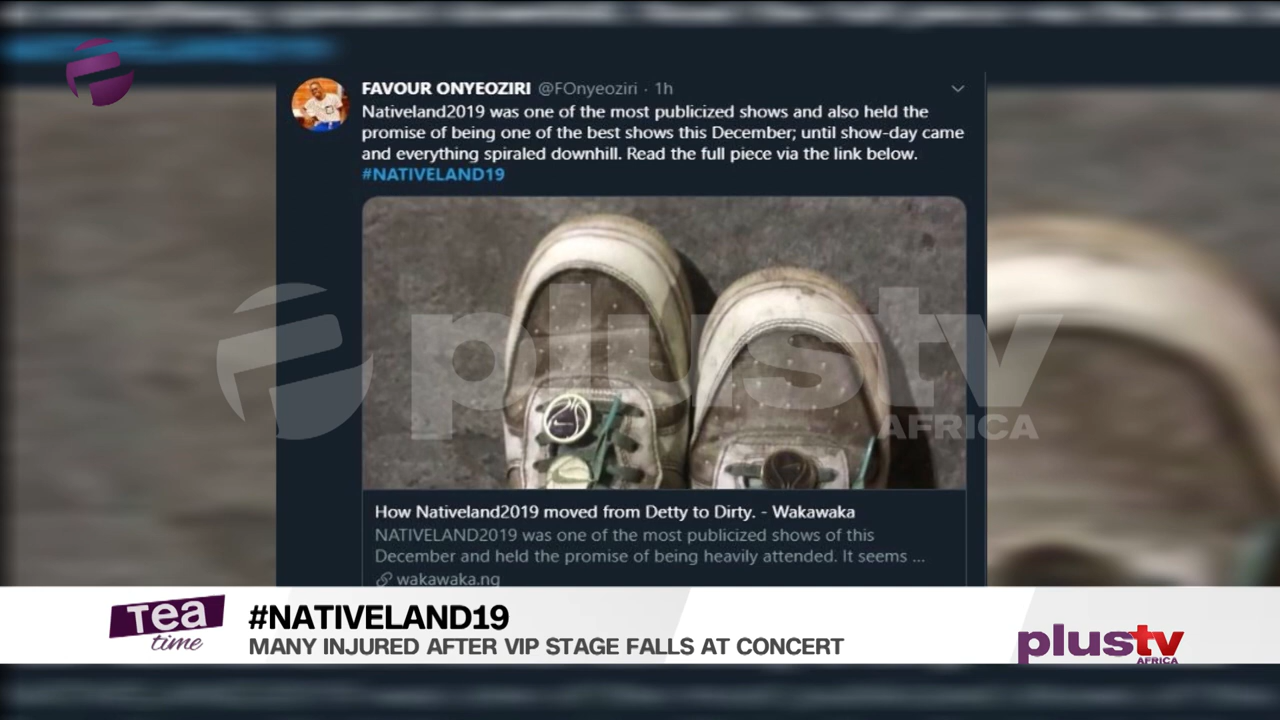 FAVOUR ONYEOZIRI @FOnyeoziri · 1h
Nativeland2019 was one of the most publicized shows and also held the
promise of being one of the best shows this December; until show-day came
and everything spiraled downhill. Read the full piece via the link below.
#NATIVELAND19
plustv
AFRICA
How Nativeland2019 moved from Detty to Dirty. - Wakawaka
NATIVELAND2019 was one of the most publicized shows of this
December and held the promise of being heavily attended. It seems ...
wakawaka.ng
Tea
time
#NATIVELAND19
MANY INJURED AFTER VIP STAGE FALLS AT CONCERT
plustv
AFRICA